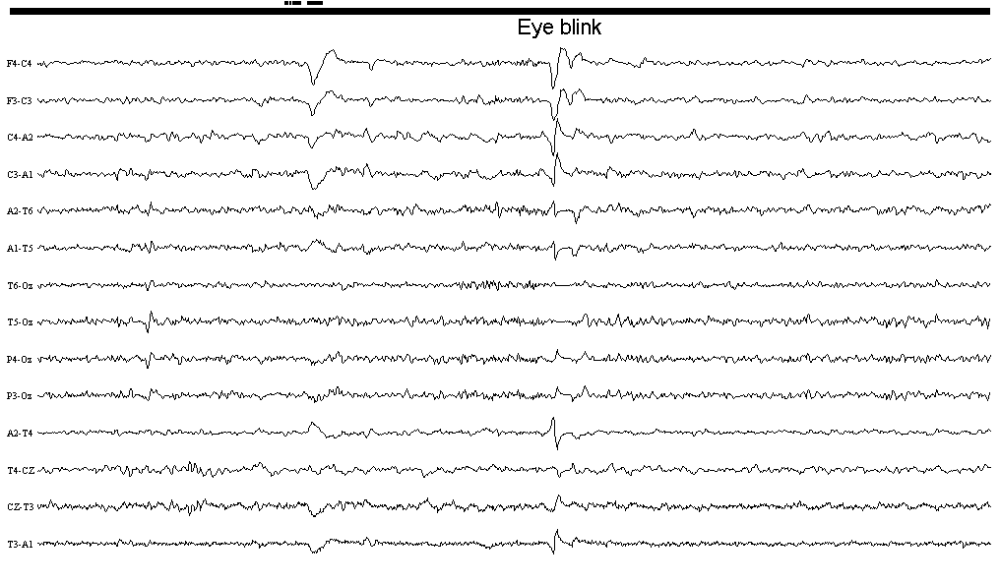 Eye blink
F4-C4
F3-C3
C4-A2
C3-A1
A2-T6
A1-T5
T6-Oz
T5-Oz
P4-Oz
P3-Oz
A2-T4
T4-CZ
CZ-T3
T3-A1